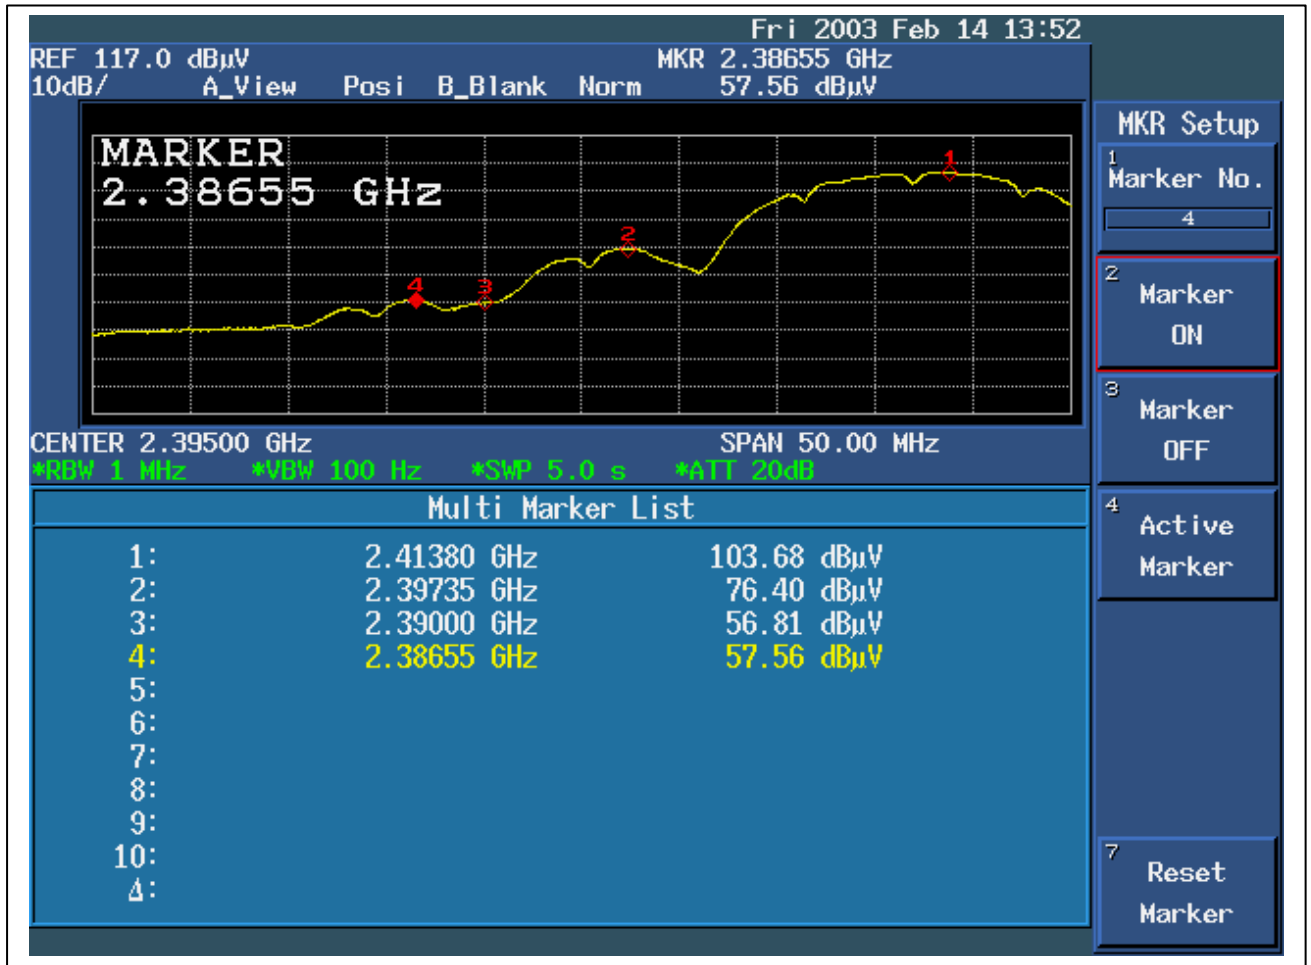 Fri 2003 Feb 14 13:52
REF 117.0 dBµV MKR 2.38655 GHz
10dB/ A_View Posi B_Blank Norm 57.56 dBµV
MARKER
2.38655 GHz
1
2
3
4
CENTER 2.39500 GHz SPAN 50.00 MHz
*RBW 1 MHz *VBW 100 Hz *SWP 5.0 s *ATT 20dB
Multi Marker List
1: 2.41380 GHz 103.68 dBµV
2: 2.39735 GHz 76.40 dBµV
3: 2.39000 GHz 56.81 dBµV
4: 2.38655 GHz 57.56 dBµV
5:
6:
7:
8:
9:
10:
Δ:
MKR Setup
1
Marker No.
4
2
Marker
ON
3
Marker
OFF
4
Active
Marker
7
Reset
Marker